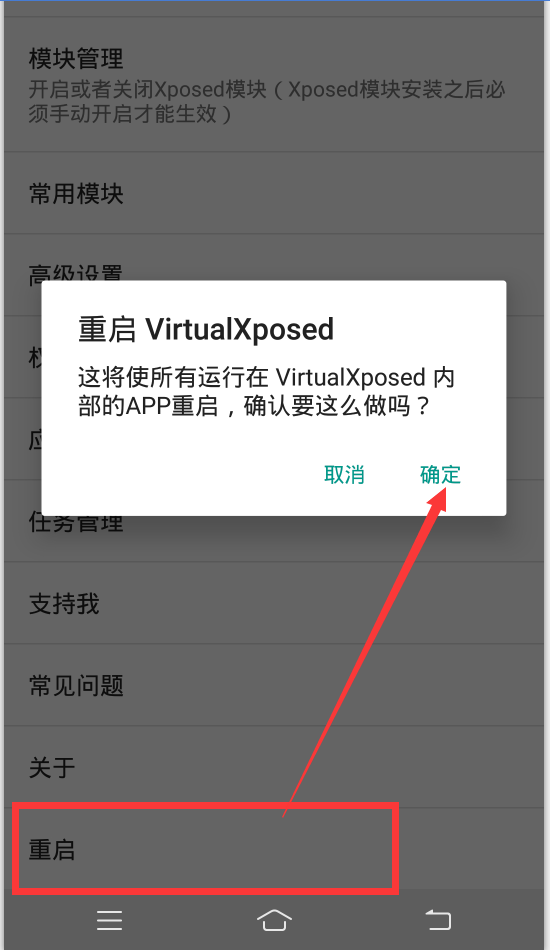 模块管理
开启或者关闭Xposed模块（Xposed模块安装之后必
须手动开启才能生效）
常用模块
高级设置
重启 VirtualXposed
这将使所有运行在 VirtualXposed 内
部的APP重启，确认要这么做吗？
取消
确定
任务管理
支持我
常见问题
关于
重启